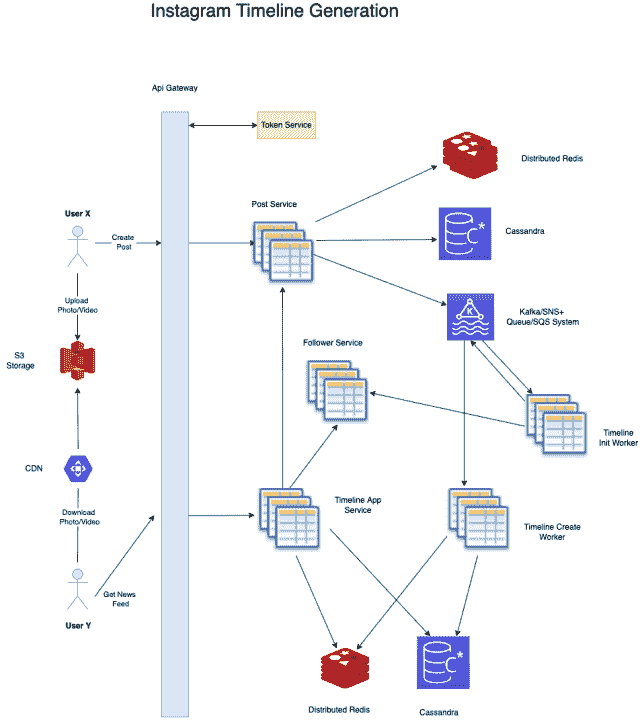 Instagram Timeline Generation
Api Gateway
Token Service
Distributed Redis
Post Service
User X
Create
Post
Cassandra
Upload
Photo/Video
Kafka/SNS+
Queue/SQS System
S3
Storage
Follower Service
Timeline
Init Worker
CDN
Download
Photo/Video
Timeline App
Service
Timeline Create
Worker
Get News
Feed
User Y
Distributed Redis
Cassandra